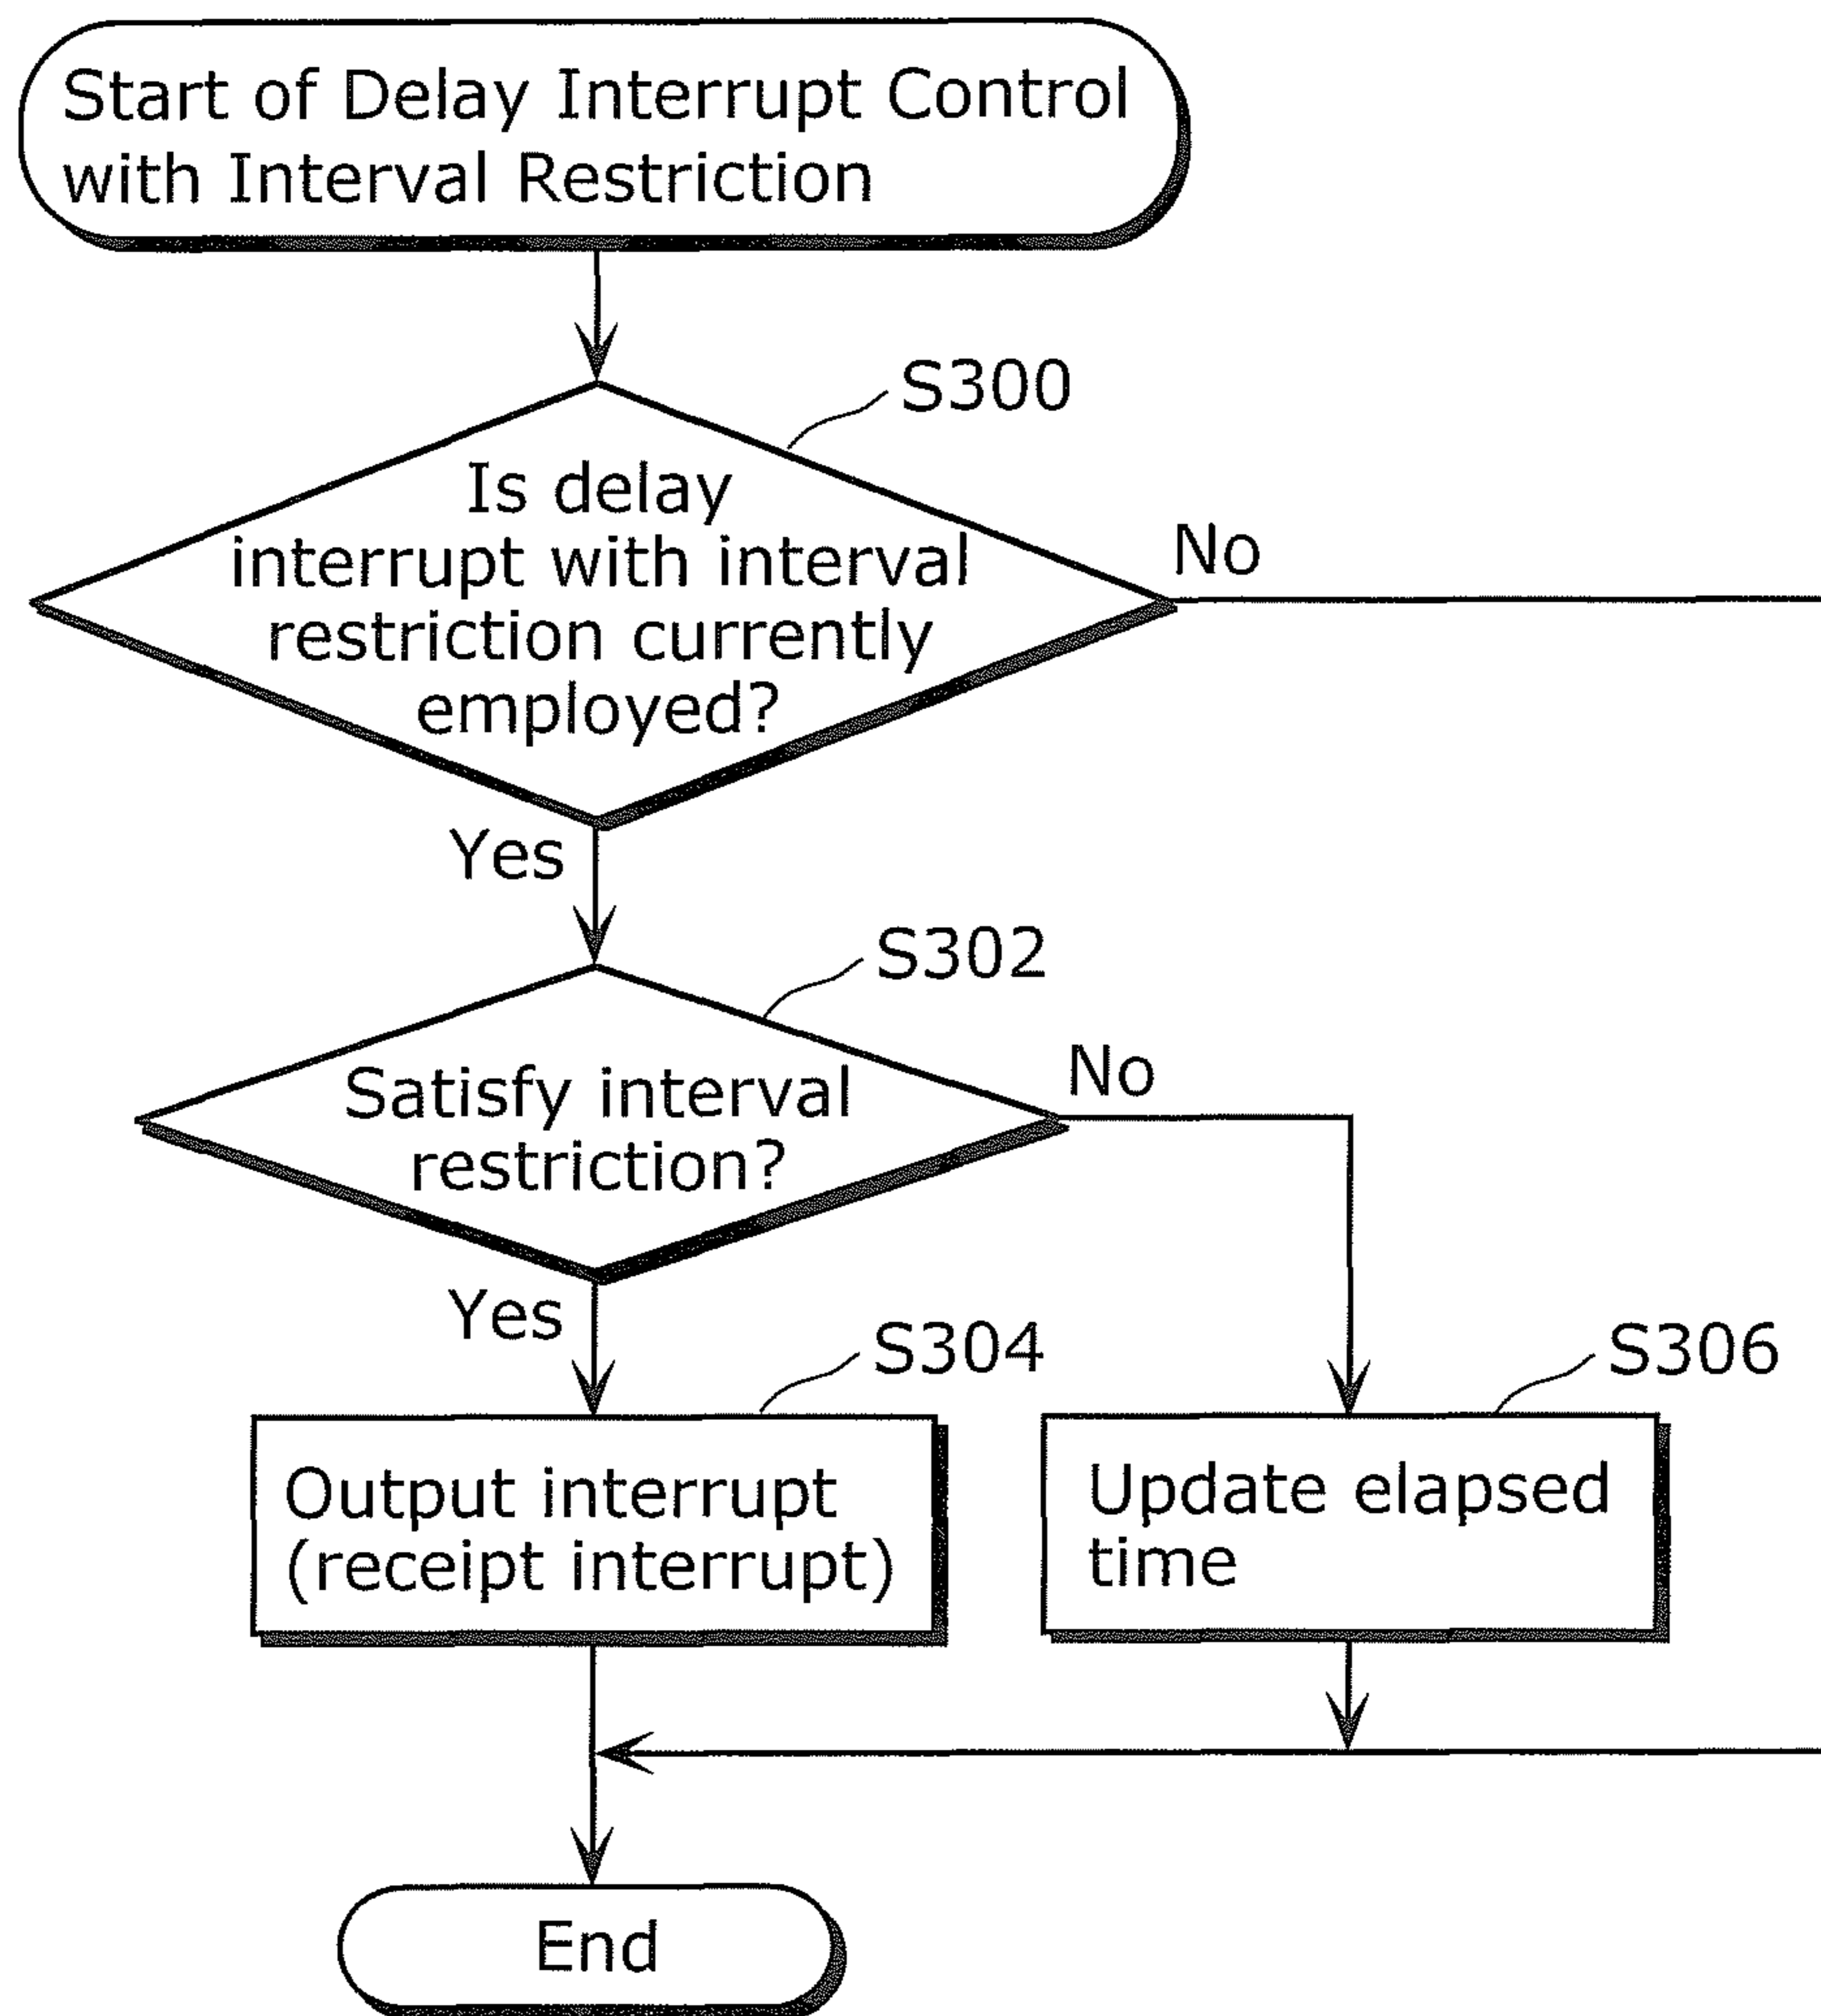 Start of Delay Interrupt Control
with Interval Restriction
S300
Is delay
interrupt with interval
restriction currently
employed?
No
Yes
S302
Satisfy interval
restriction?
No
Yes
S304
S306
Output interrupt
(receipt interrupt)
Update elapsed
time
End